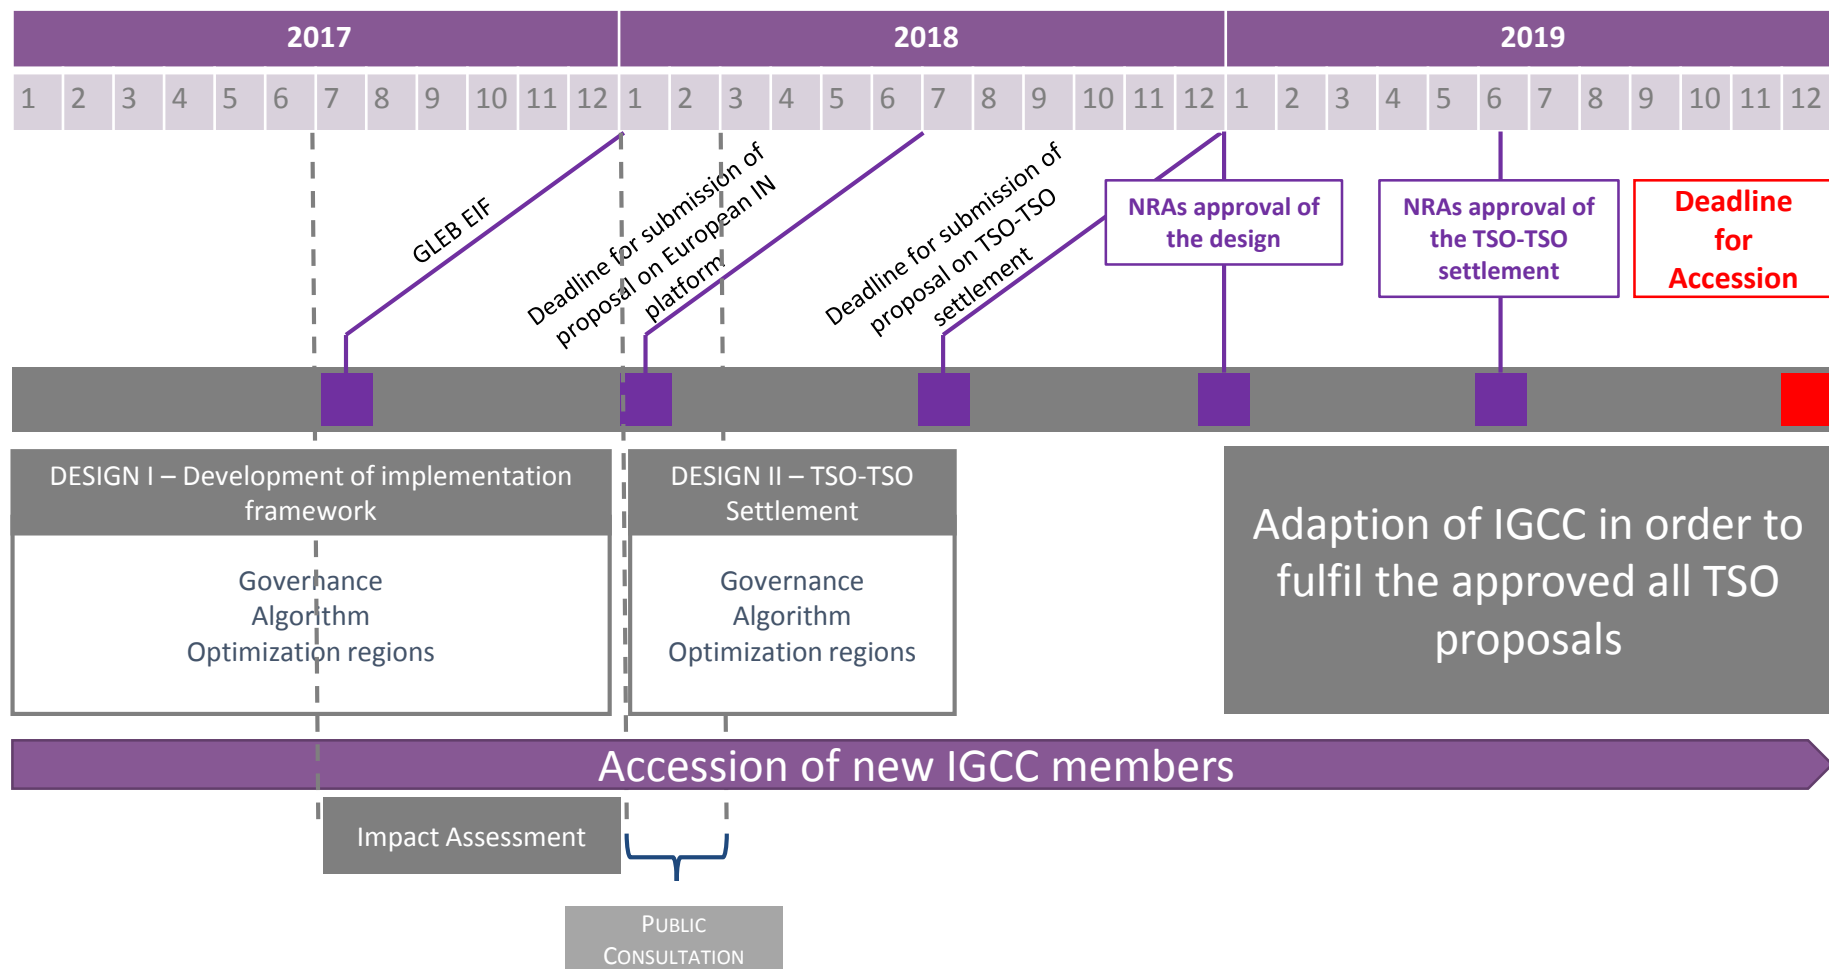 2017
2018
2019
1 2 3 4 5 6 7 8 9 10 11 12 1 2 3 4 5 6 7 8 9 10 11 12 1 2 3 4 5 6 7 8 9 10 11 12
GLEB EIF
Deadline for submission of
proposal on European IN
platform
Deadline for submission of
proposal on TSO-TSO
settlement
NRAs approval of
the design
NRAs approval of
the TSO-TSO
settlement
Deadline
for
Accession
DESIGN I – Development of implementation
framework
Governance
Algorithm
Optimization regions
DESIGN II – TSO-TSO
Settlement
Governance
Algorithm
Optimization regions
Adaption of IGCC in order to
fulfil the approved all TSO
proposals
Accession of new IGCC members
Impact Assessment
PUBLIC
CONSULTATION